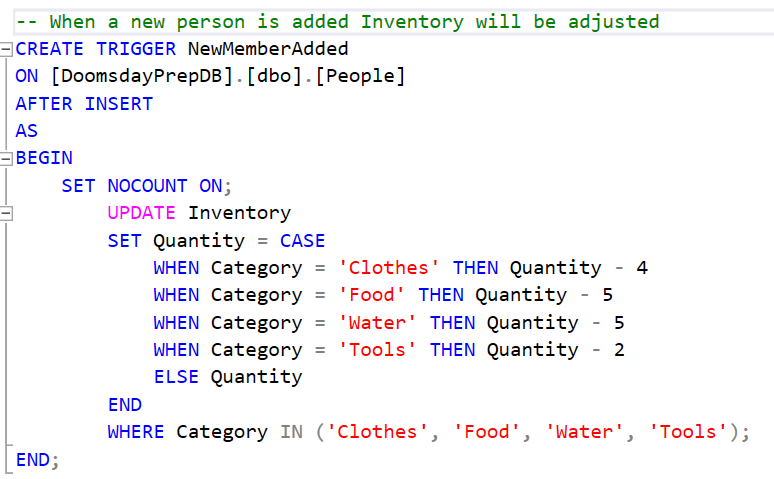 -- When a new person is added Inventory will be adjusted
CREATE TRIGGER NewMemberAdded
ON [DoomsdayPrepDB].[dbo].[People]
AFTER INSERT
AS
BEGIN
    SET NOCOUNT ON;
        UPDATE Inventory
        SET Quantity = CASE
            WHEN Category = 'Clothes' THEN Quantity - 4
            WHEN Category = 'Food' THEN Quantity - 5
            WHEN Category = 'Water' THEN Quantity - 5
            WHEN Category = 'Tools' THEN Quantity - 2
            ELSE Quantity
        END
        WHERE Category IN ('Clothes', 'Food', 'Water', 'Tools');
END;